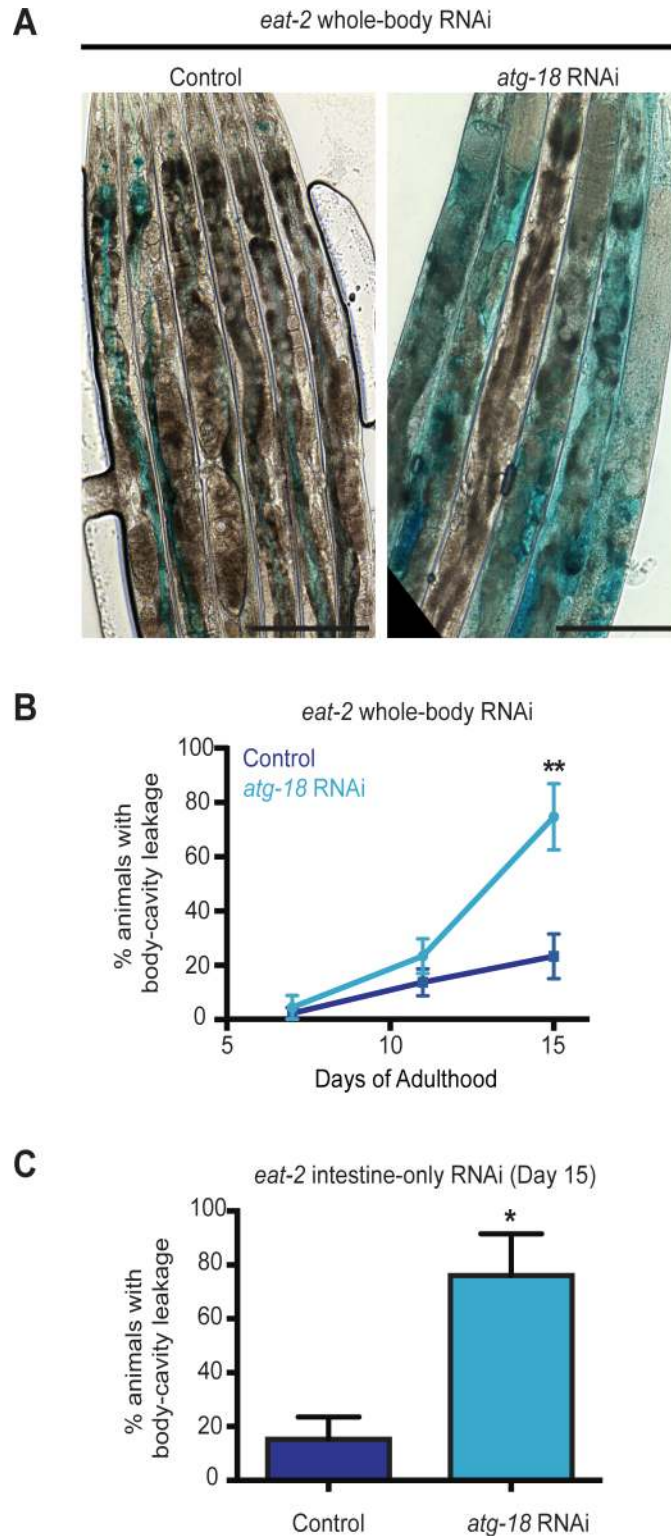 A
eat-2 whole-body RNAi
Control
atg-18 RNAi
B
eat-2 whole-body RNAi
Control
atg-18 RNAi
**
100
80
60
40
20
0
% animals with
body-cavity leakage
5
10
15
Days of Adulthood
C
eat-2 intestine-only RNAi (Day 15)
*
100
80
60
40
20
0
% animals with
body-cavity leakage
Control
atg-18 RNAi